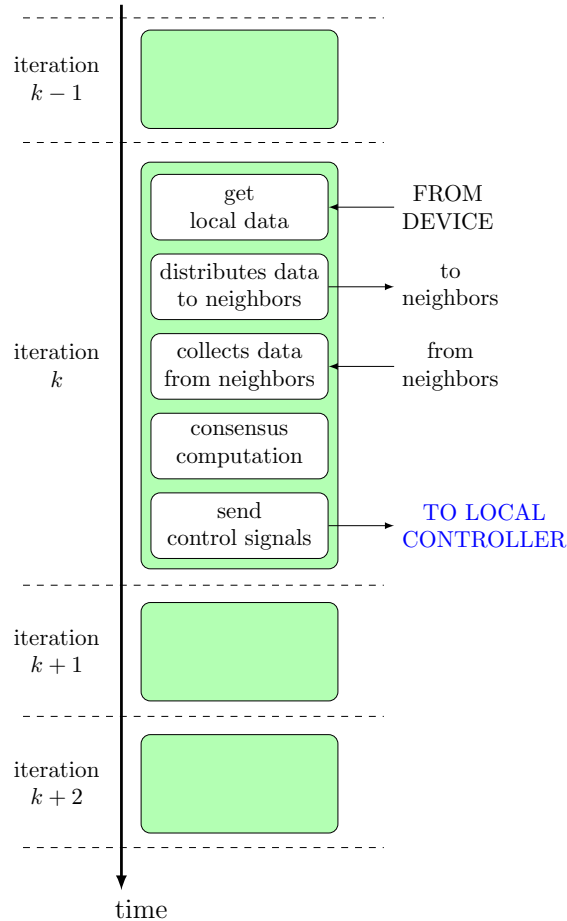 iteration
k − 1
get
local data
FROM
DEVICE
distributes data
to neighbors
to
neighbors
iteration
k
collects data
from neighbors
from
neighbors
consensus
computation
send
control signals
TO LOCAL
CONTROLLER
iteration
k + 1
iteration
k + 2
time